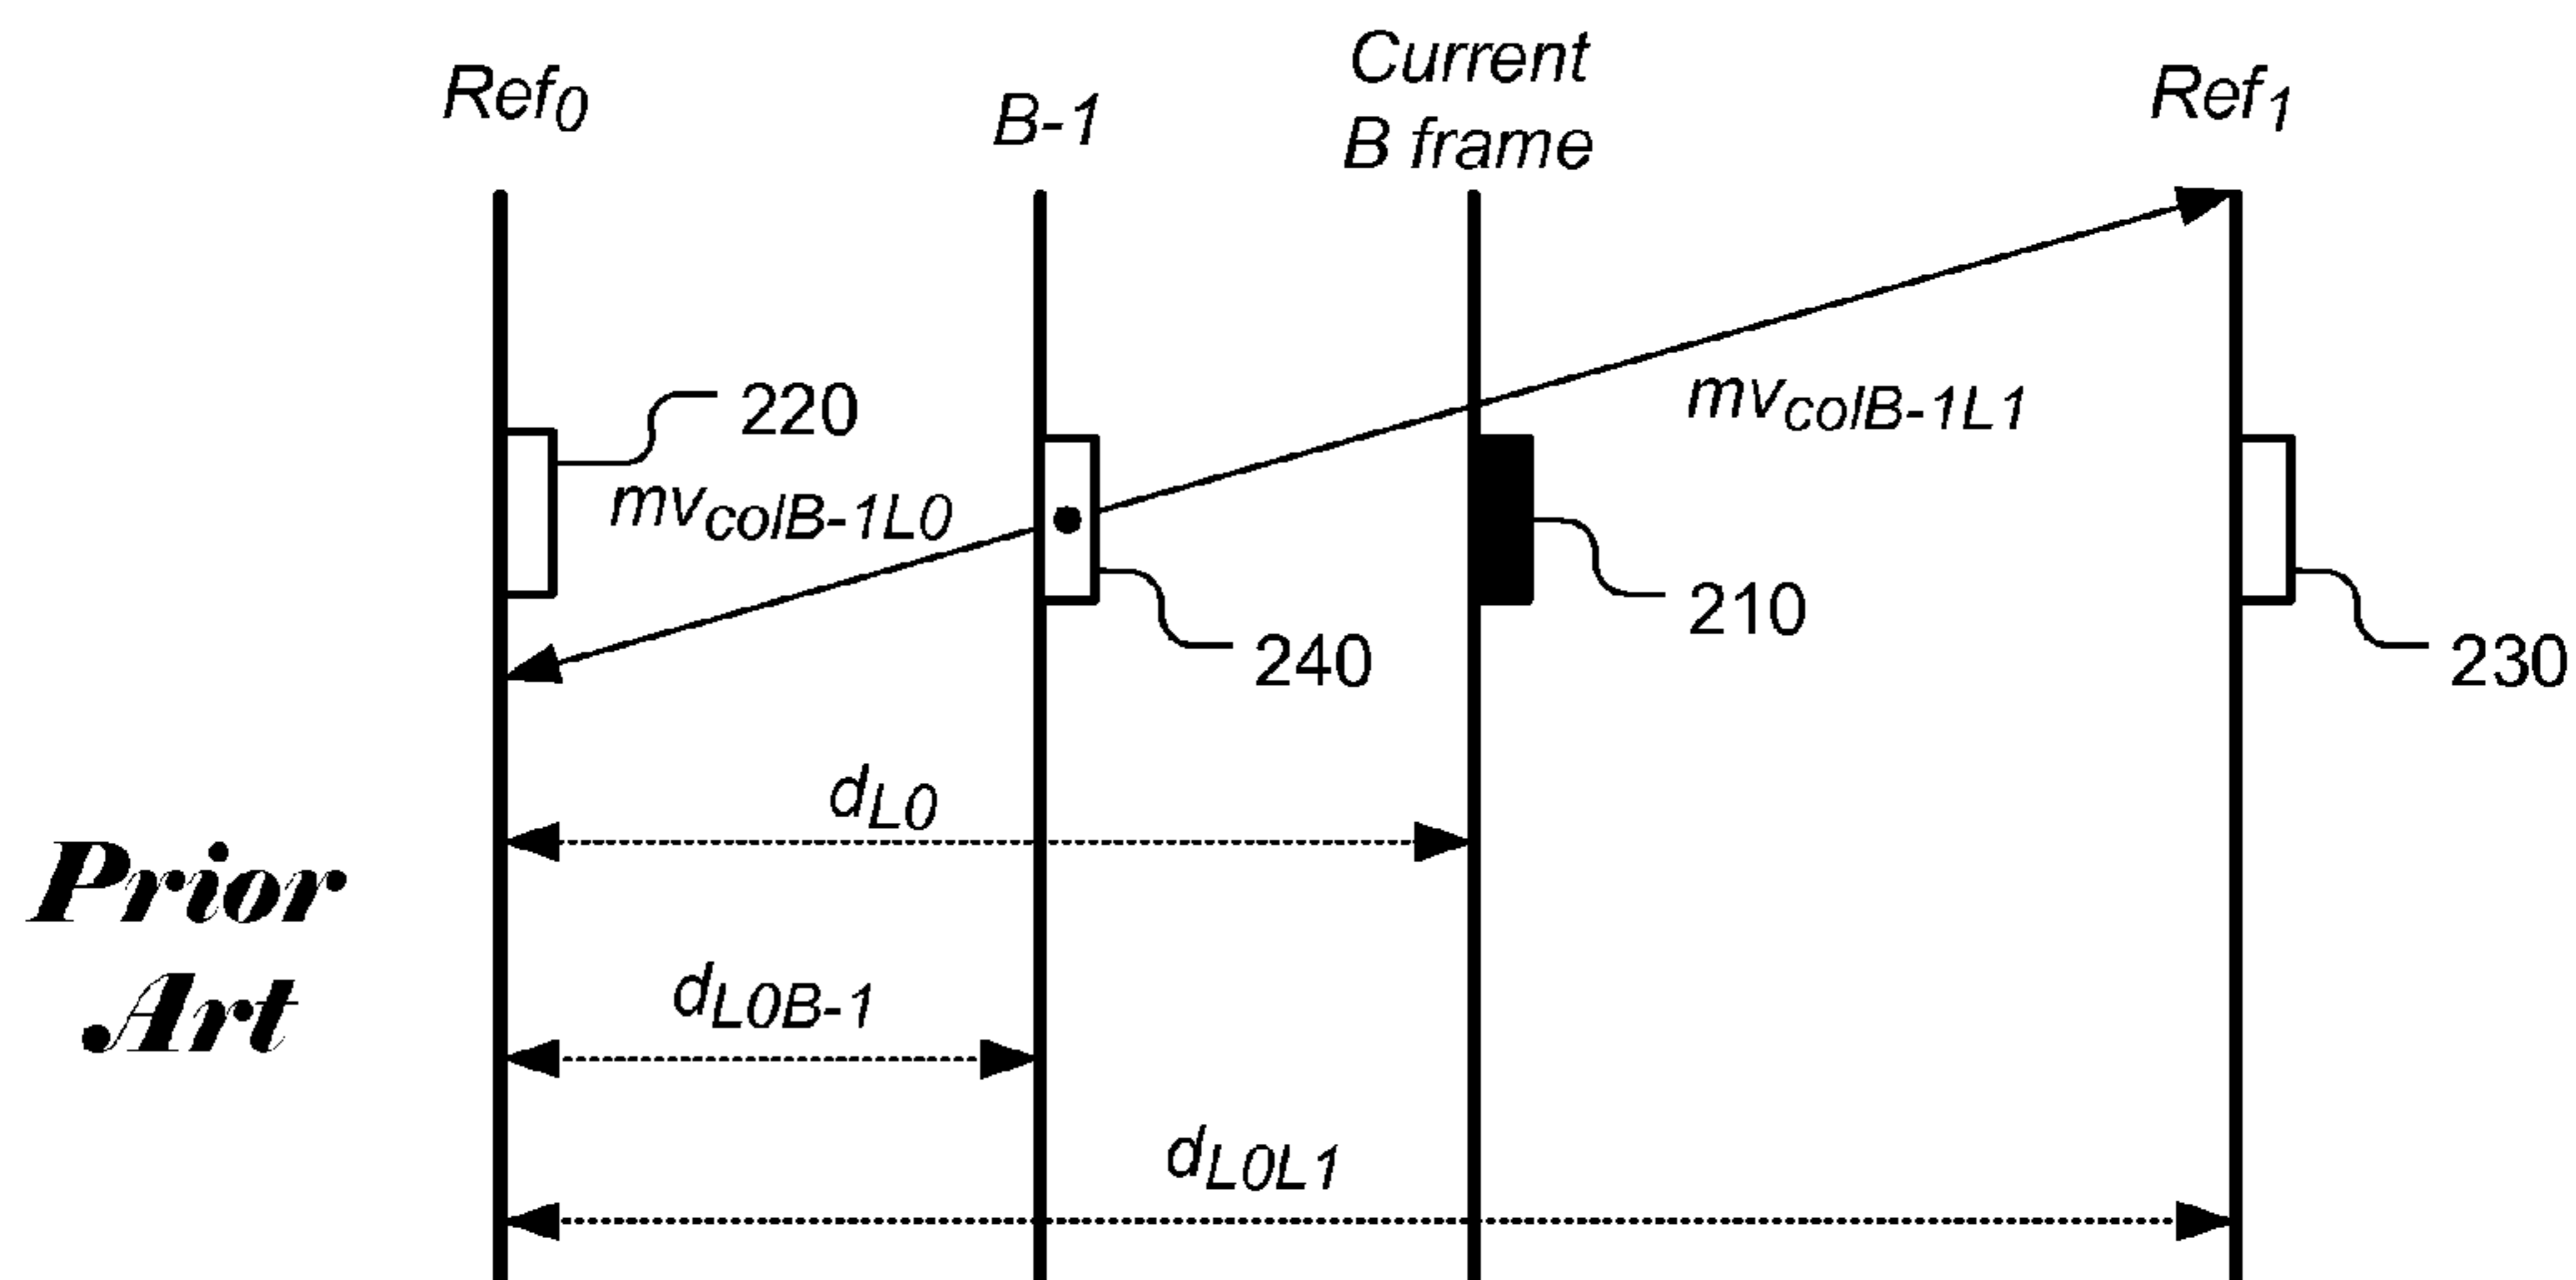 Ref0
B-1
Current
B frame
Ref1
220
mvcolB-1L1
mvcolB-1L0
210
240
230
dL0
Prior
Art
dL0B-1
dL0L1